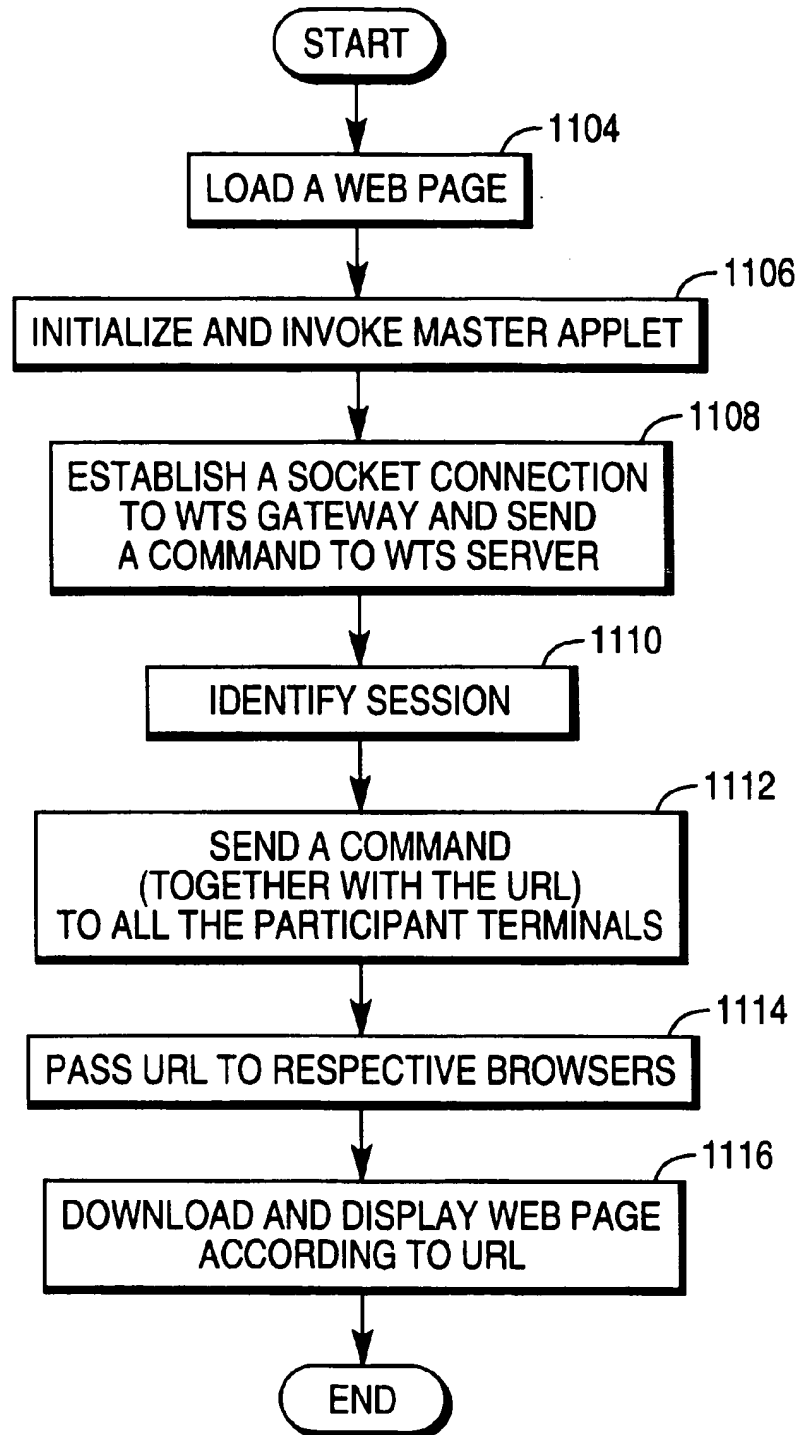 START
1104
LOAD A WEB PAGE
1106
INITIALIZE AND INVOKE MASTER APPLET
1108
ESTABLISH A SOCKET CONNECTION
TO WTS GATEWAY AND SEND
A COMMAND TO WTS SERVER
1110
IDENTIFY SESSION
1112
SEND A COMMAND
(TOGETHER WITH THE URL)
TO ALL THE PARTICIPANT TERMINALS
1114
PASS URL TO RESPECTIVE BROWSERS
1116
DOWNLOAD AND DISPLAY WEB PAGE
ACCORDING TO URL
END